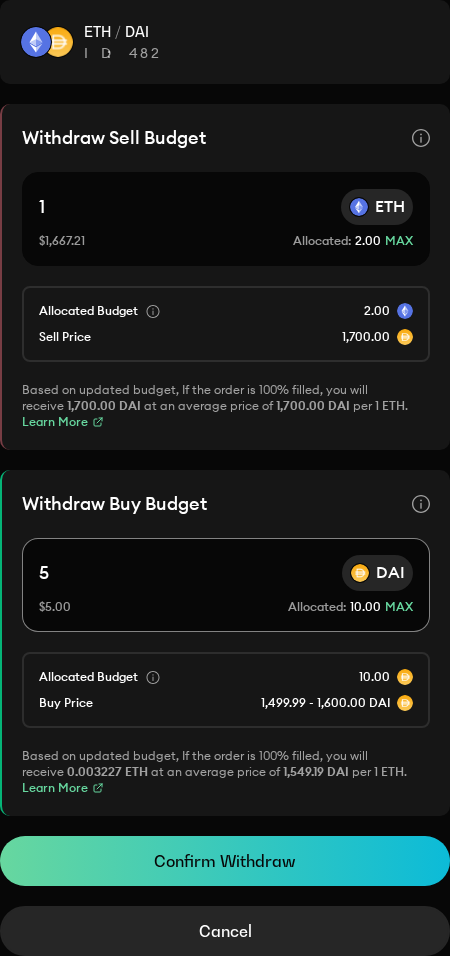 ETH / DAI
ID 482
Withdraw Sell Budget
1
ETH
$1,667.21
Allocated: 2.00 MAX
Allocated Budget
2.00
Sell Price
1,700.00
Based on updated budget, If the order is 100% filled, you will
receive 1,700.00 DAI at an average price of 1,700.00 DAI per 1 ETH.
Learn More
Withdraw Buy Budget
5
DAI
$5.00
Allocated: 10.00 MAX
Allocated Budget
10.00
Buy Price
1,499.99 - 1,600.00 DAI
Based on updated budget, If the order is 100% filled, you will
receive 0.003227 ETH at an average price of 1,549.19 DAI per 1 ETH.
Learn More
Confirm Withdraw
Cancel